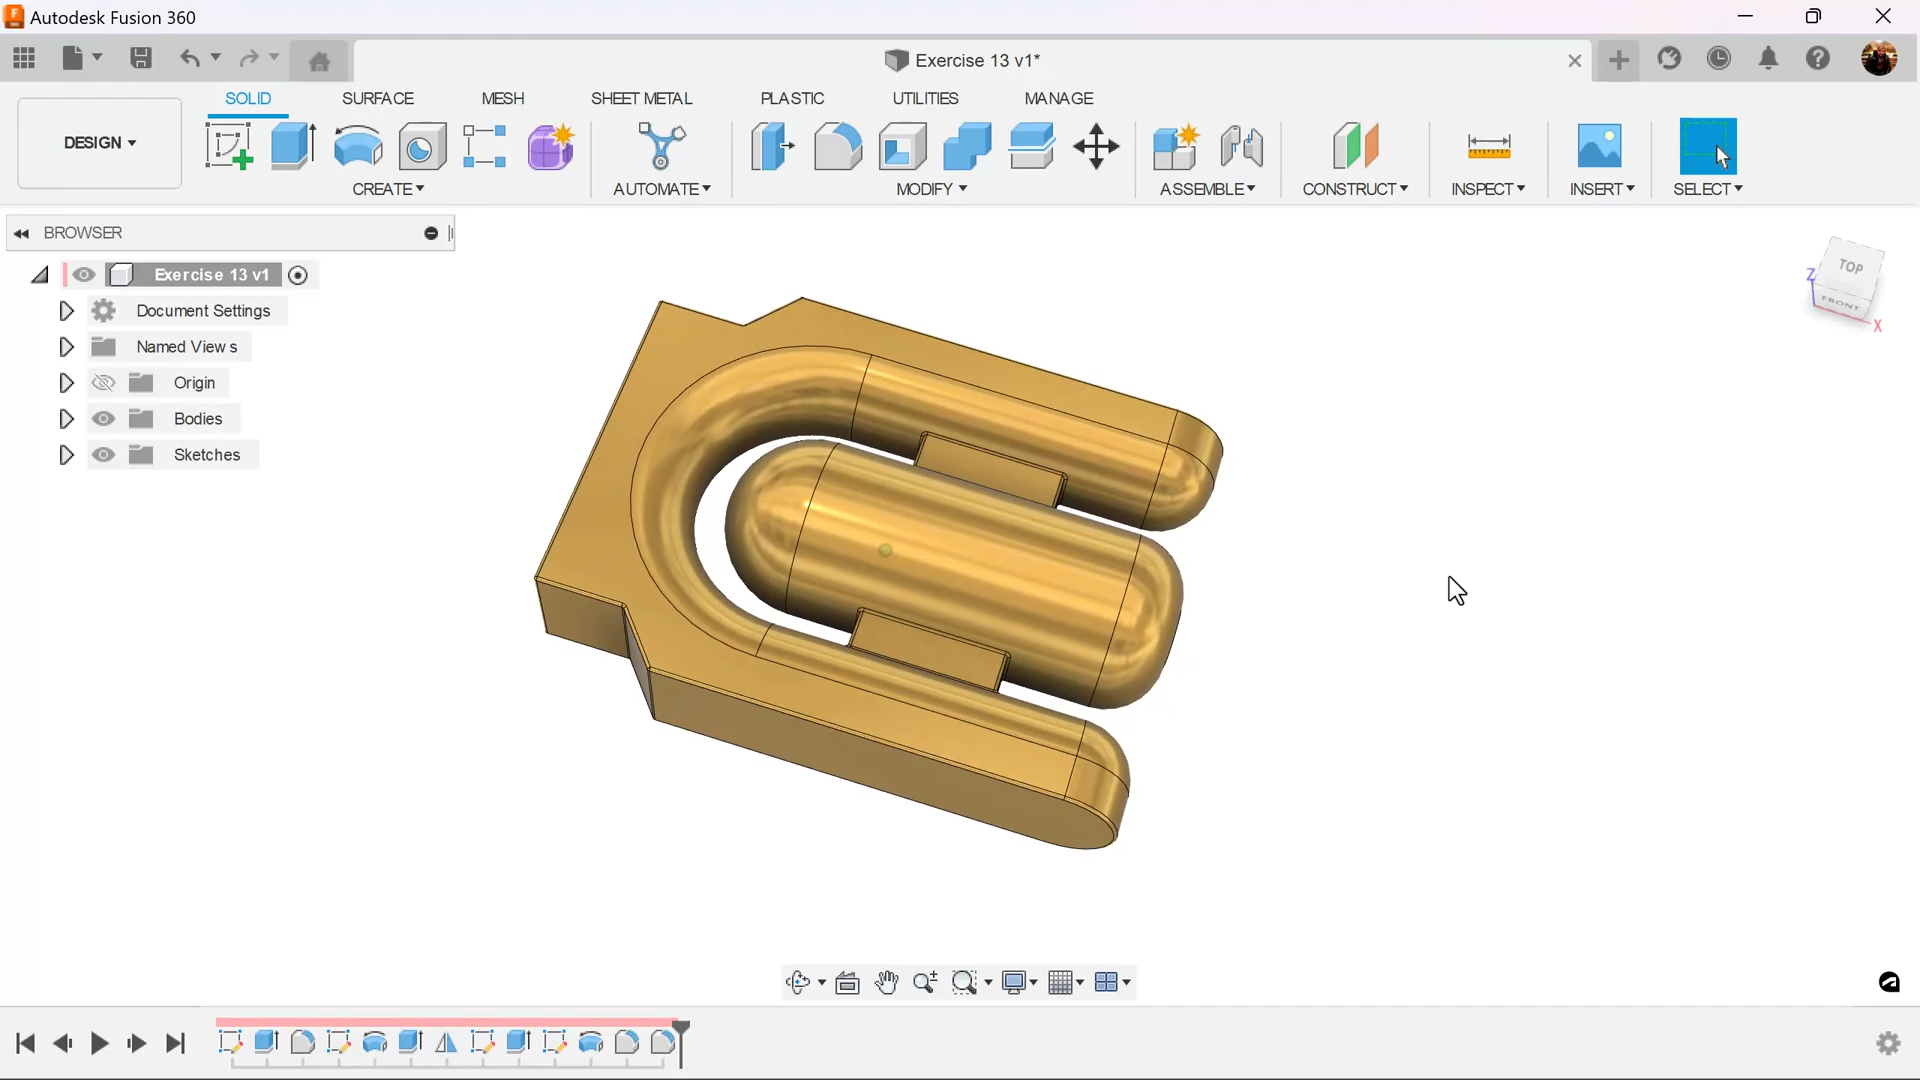 Autodesk Fusion 360
Exercise 13 v1*
SOLID SURFACE MESH SHEET METAL PLASTIC UTILITIES MANAGE
DESIGN
CREATE AUTOMATE MODIFY ASSEMBLE CONSTRUCT INSPECT INSERT SELECT
BROWSER
Exercise 13 v1
Document Settings
Named Views
Origin
Bodies
Sketches
TOP
Z
FRONT
X